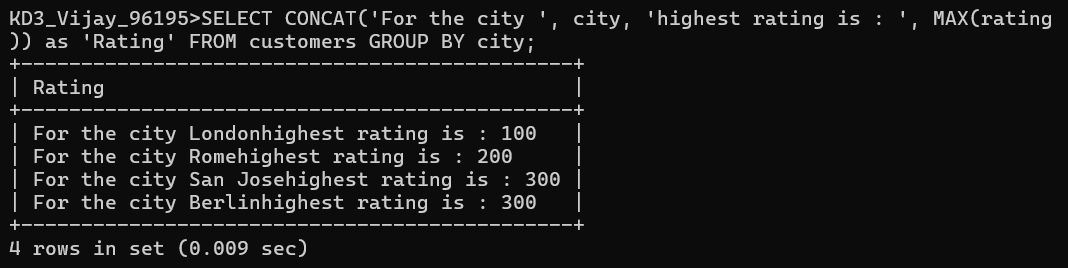 KD3_Vijay_96195>SELECT CONCAT('For the city ', city, 'highest rating is : ', MAX(rating
)) as 'Rating' FROM customers GROUP BY city;
+----------------------------------------------+
| Rating                                       |
+----------------------------------------------+
| For the city Londonhighest rating is : 100   |
| For the city Romehighest rating is : 200     |
| For the city San Josehighest rating is : 300 |
| For the city Berlinhighest rating is : 300   |
+----------------------------------------------+
4 rows in set (0.009 sec)